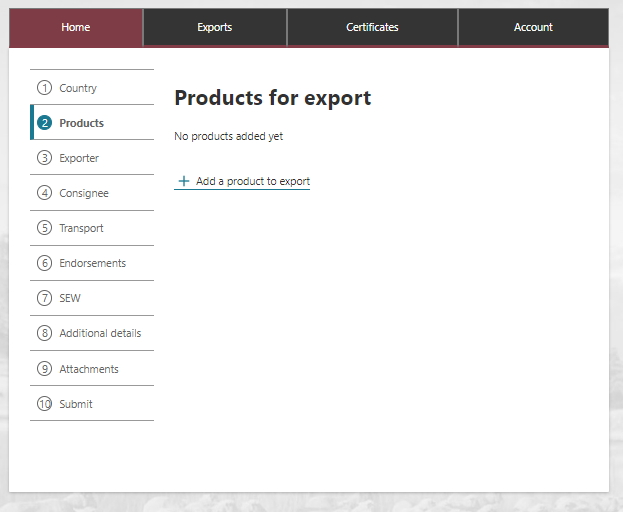 Home
Exports
Certificates
Account
1 Country
2 Products
3 Exporter
4 Consignee
5 Transport
6 Endorsements
7 SEW
8 Additional details
9 Attachments
10 Submit
Products for export
No products added yet
+ Add a product to export